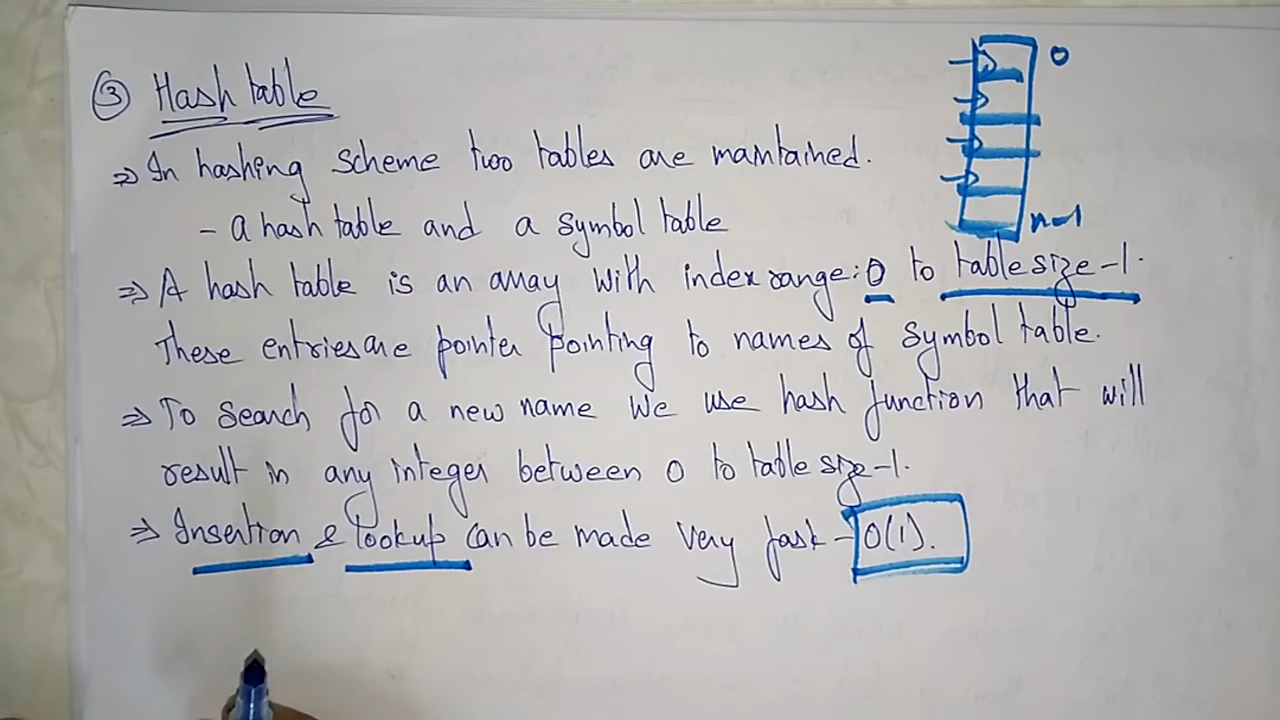 ③ Hash table
0
⇒ In hashing scheme two tables are maintained.
- a hash table and a symbol table
n-1
⇒ A hash table is an array with index range: 0 to table size-1.
These entries are pointer pointing to names of symbol table.
⇒ To search for a new name we use hash function that will
result in any integer between 0 to table size-1.
⇒ Insertion & lookup can be made very fast - O(1).